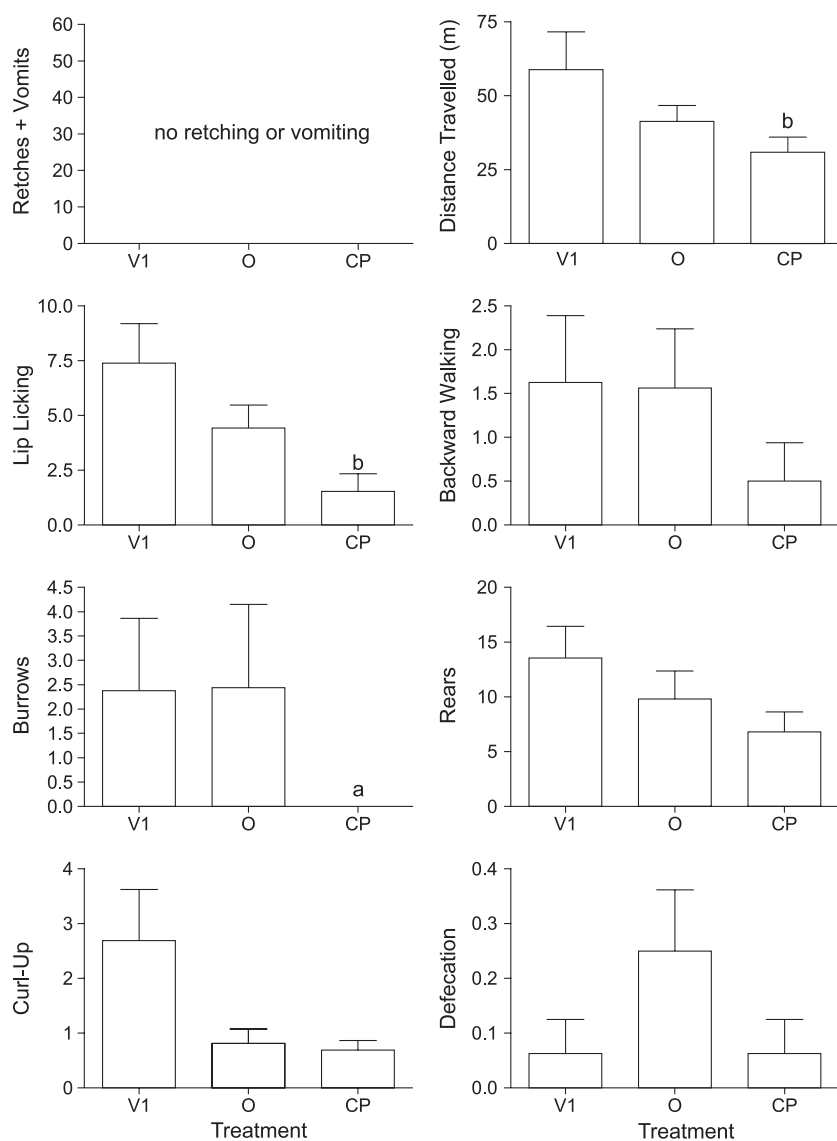 Retches + Vomits
60
50
40
30
20
10
0
no retching or vomiting
V1 O CP
Distance Travelled (m)
75
50
25
0
b
V1 O CP
Lip Licking
10.0
7.5
5.0
2.5
0.0
b
V1 O CP
Backward Walking
2.5
2.0
1.5
1.0
0.5
0.0
V1 O CP
Burrows
4.5
4.0
3.5
3.0
2.5
2.0
1.5
1.0
0.5
0.0
a
V1 O CP
Rears
20
15
10
5
0
V1 O CP
Curl-Up
4
3
2
1
0
V1 O CP
Treatment
Defecation
0.4
0.3
0.2
0.1
0.0
V1 O CP
Treatment